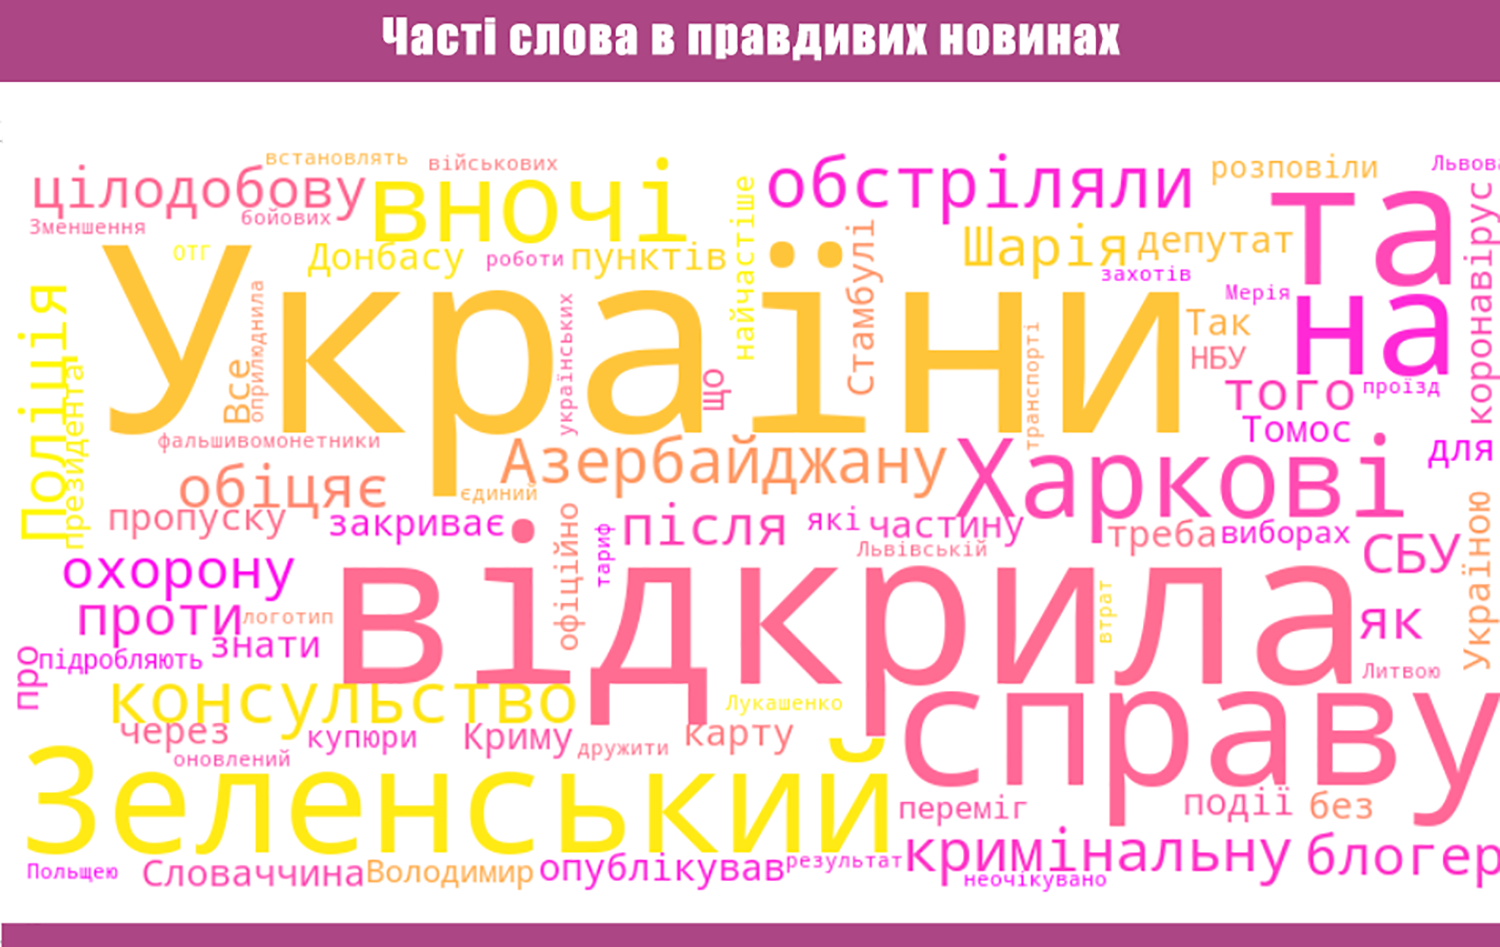 Часті слова в правдивих новинах
встановлять
військових
цілодобову
вночі
обстріляли
розповіли
Зменшення
бойових
та
отг
Донбасу
роботи
пунктів
найчастіше
Стамбулі
Шарія
депутат
захотів
Мерія
коронавірус
України
на
Поліція
президента
Все
оприлюднила
українських
що
транспорті
Так
НБУ
того
проїзд
Томос
для
фальшивомонетники
Азербайджану
Харкові
обіцяє
єдиний
пропуску
закриває
офіційно
тариф
після
які
частину
Львівській
треба
виборах
СБУ
Україною
охорону
проти
логотип
знати
підробляють
про
відкрила
втрат
як
Литвою
консульство
Лукашенко
справу
через
купюри
Криму
дружити
карту
оновлений
Зеленський
переміг
події
без
Польщею
Словаччина
Володимир
опублікував
результат
кримінальну
неочікувано
блогер